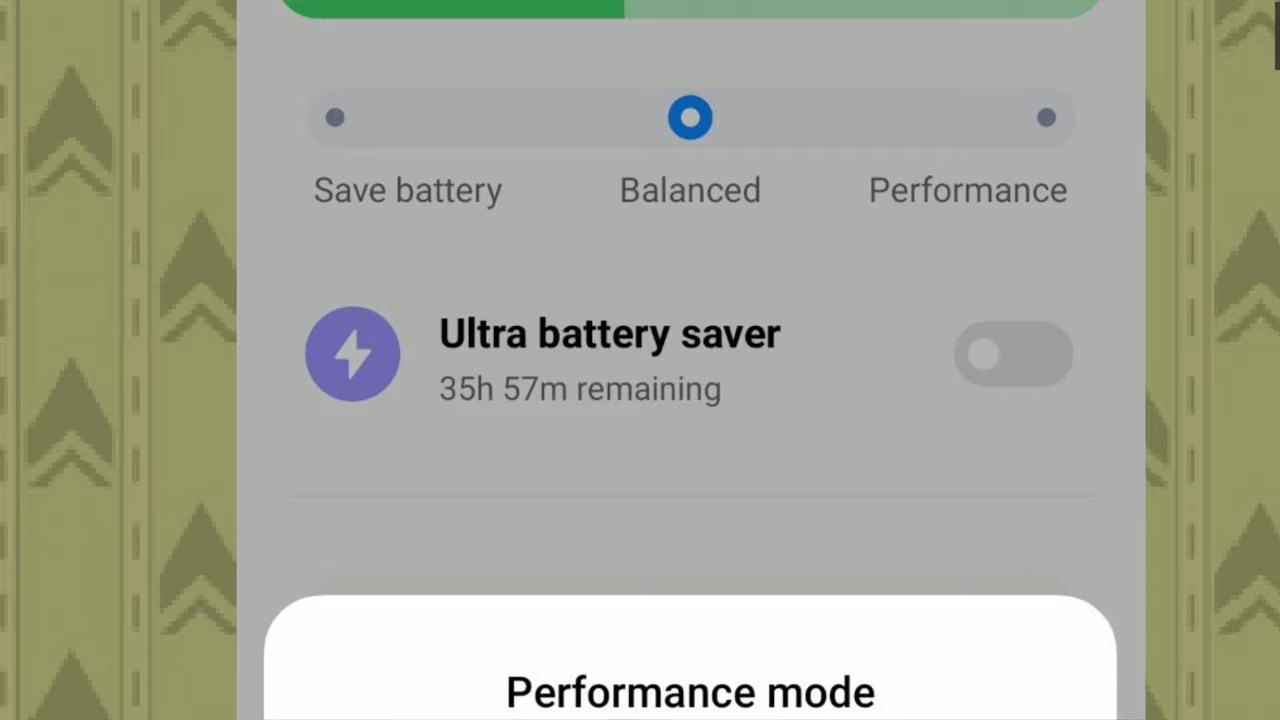 Save battery Balanced Performance
Ultra battery saver
35h 57m remaining
Performance mode